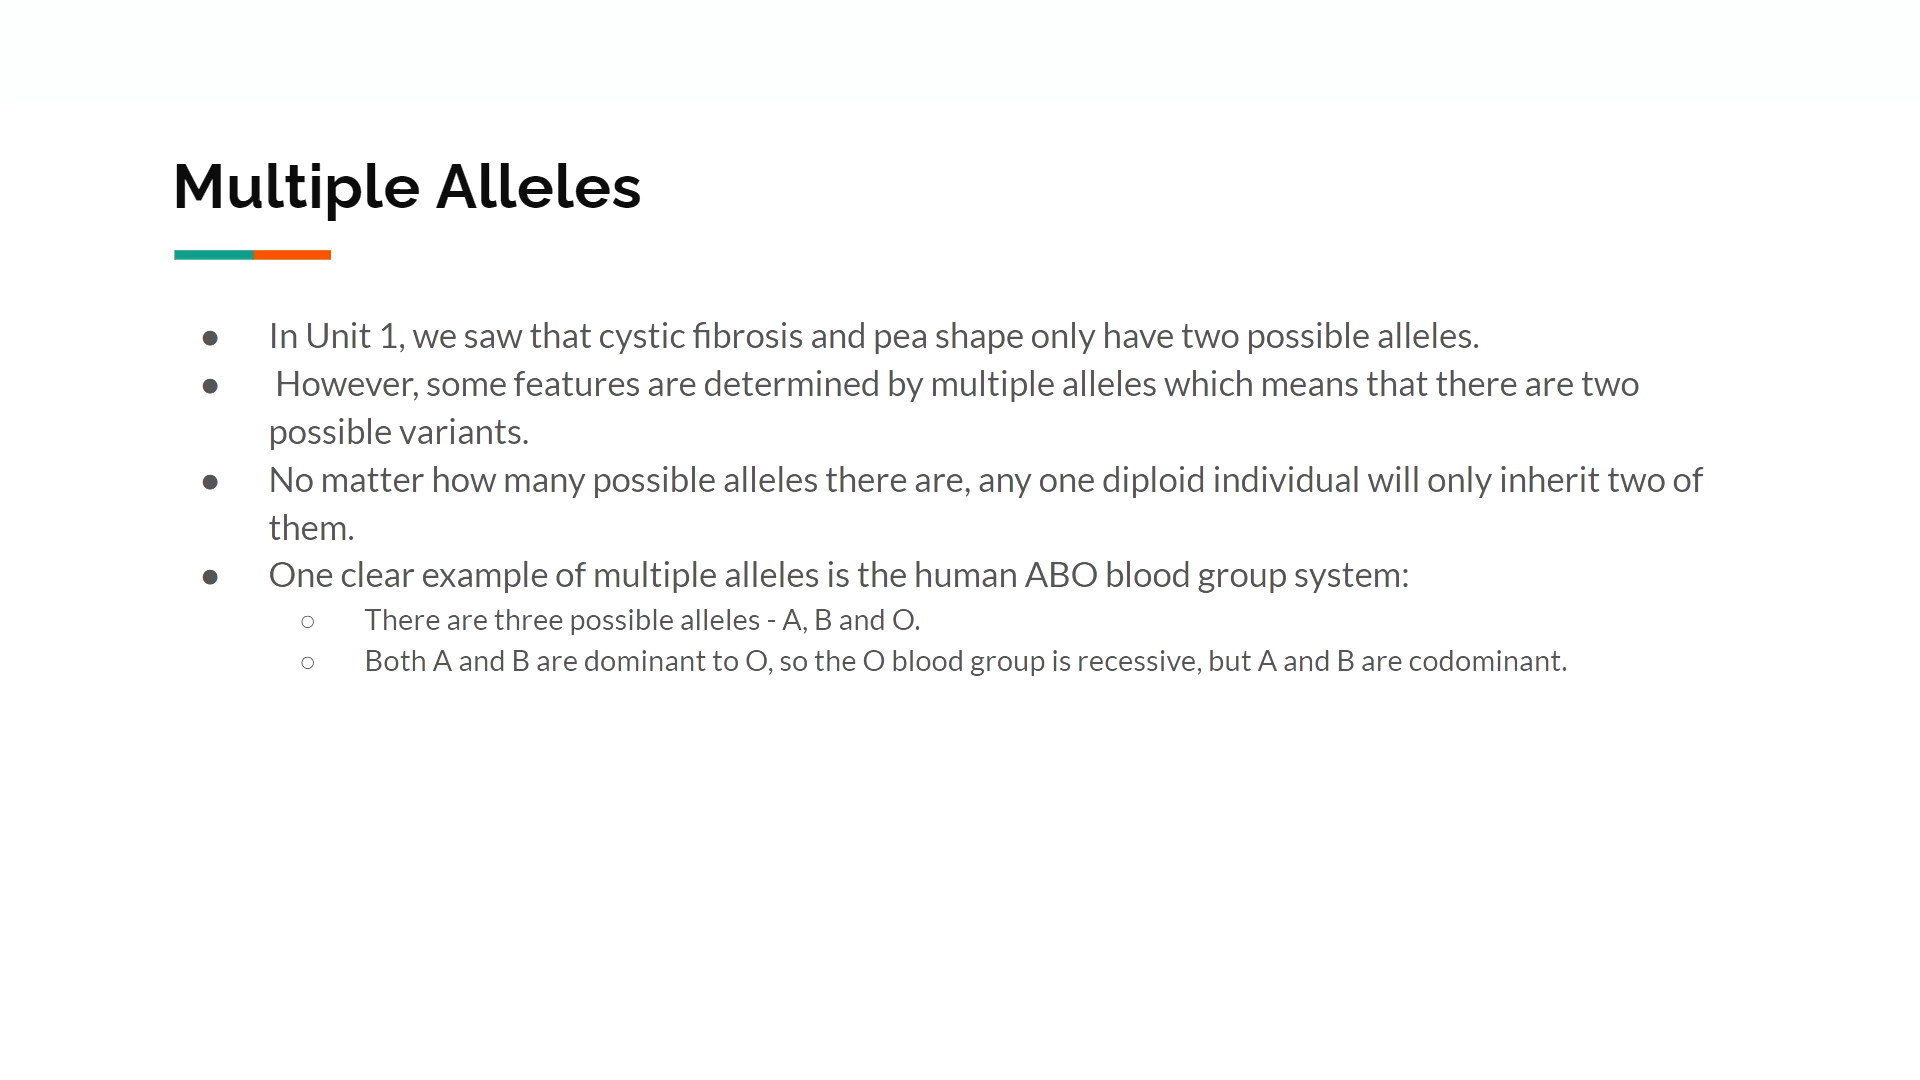 Multiple Alleles
● In Unit 1, we saw that cystic fibrosis and pea shape only have two possible alleles.
● However, some features are determined by multiple alleles which means that there are two
possible variants.
● No matter how many possible alleles there are, any one diploid individual will only inherit two of
them.
● One clear example of multiple alleles is the human ABO blood group system:
○ There are three possible alleles - A, B and O.
○ Both A and B are dominant to O, so the O blood group is recessive, but A and B are codominant.